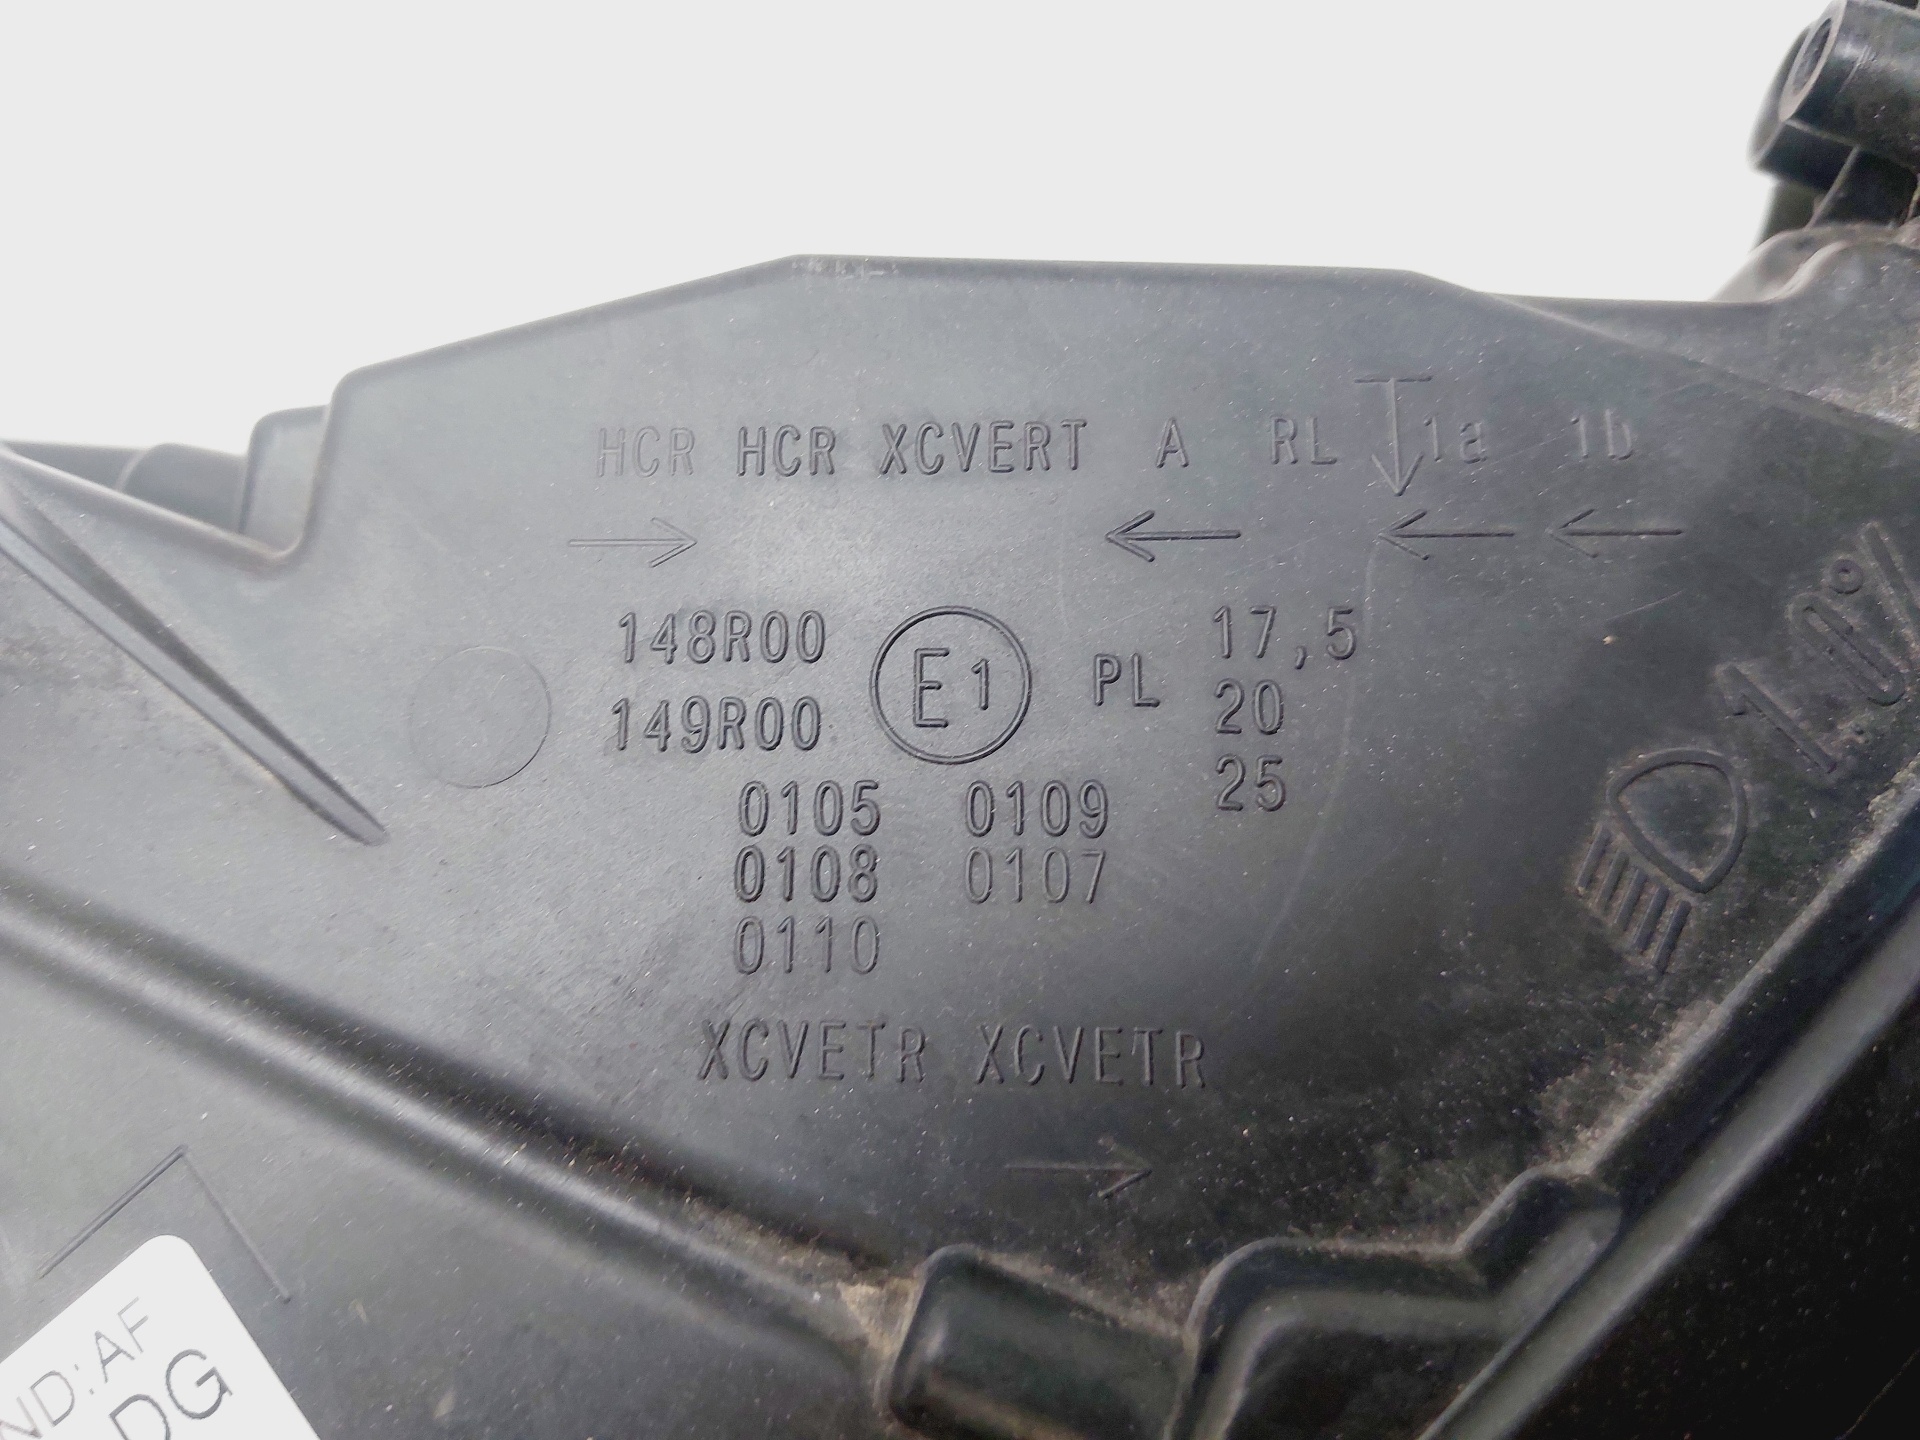 HCR HCR XCVERT A RL 1a 1b
148R00 E1 PL 17,5
149R00 20
0105 0109 25
0108 0107
0110
XCVETR XCVETR
1.0%
ND:AF
DG